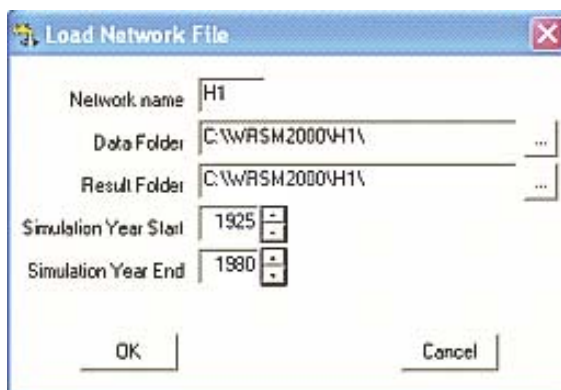 Load Network File
Network name H1
Data Folder C:\WRSM2000\H1\ ...
Result Folder C:\WRSM2000\H1\ ...
Simulation Year Start 1925
Simulation Year End 1980
OK Cancel